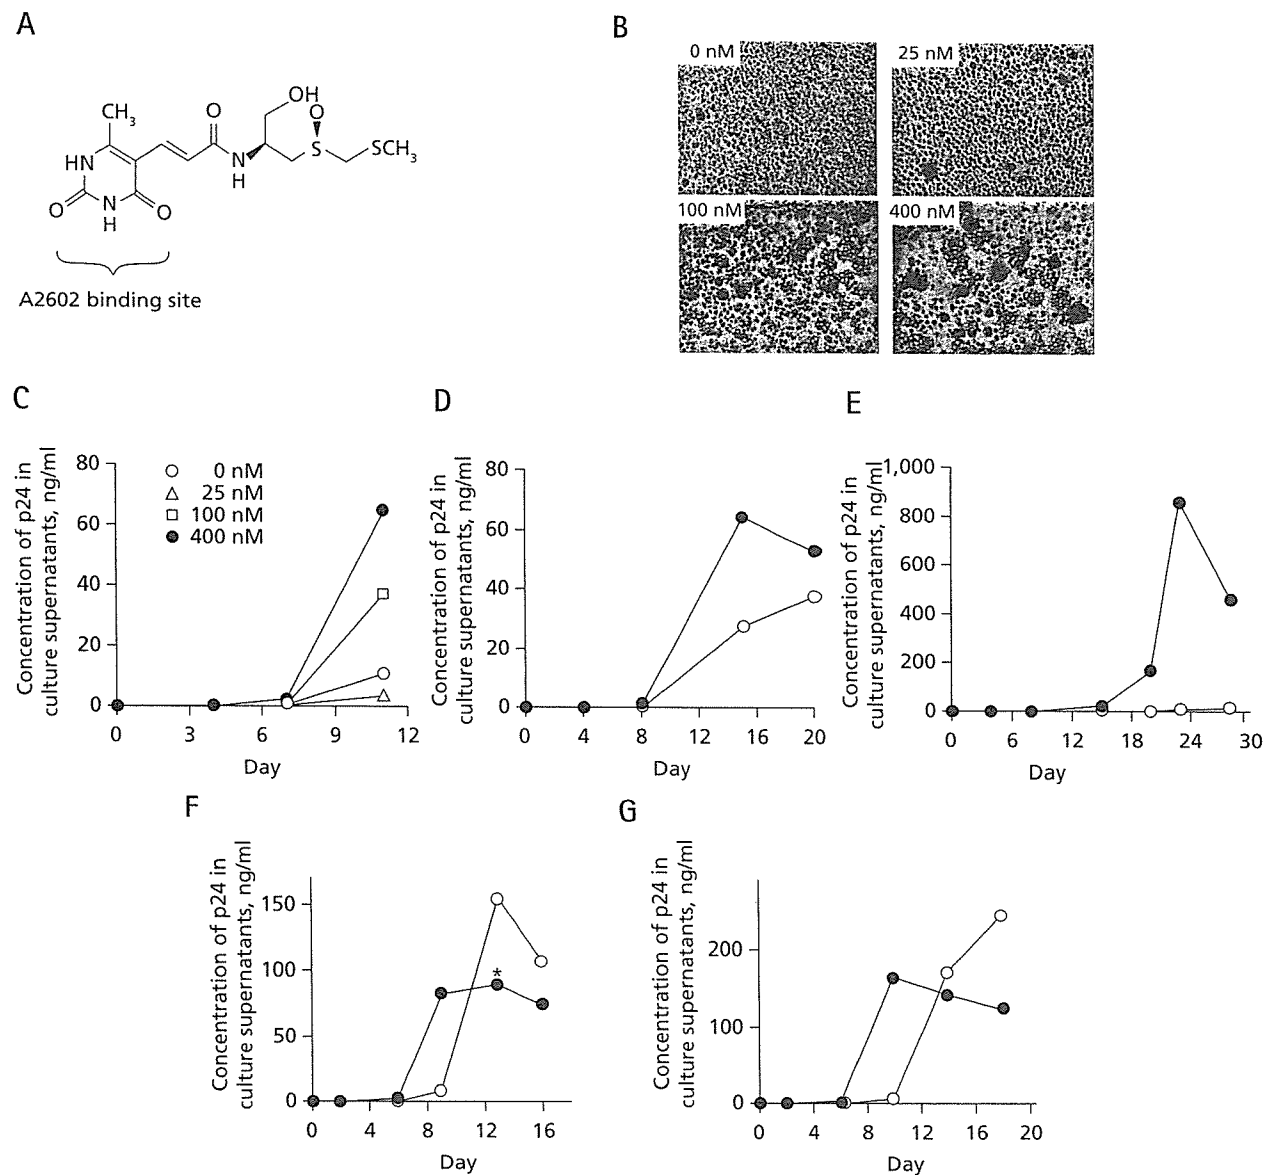 A
OH
O
CH3
O
HN
N
H
S
SCH3
O
N
H
O
A2602 binding site
B
0 nM
25 nM
100 nM
400 nM
C
Concentration of p24 in
culture supernatants, ng/ml
80
60
40
20
0
0 nM
25 nM
100 nM
400 nM
0
3
6
9
12
Day
D
Concentration of p24 in
culture supernatants, ng/ml
80
60
40
20
0
0
4
8
12
16
20
Day
E
Concentration of p24 in
culture supernatants, ng/ml
1,000
800
600
400
200
0
0
6
12
18
24
30
Day
F
Concentration of p24 in
culture supernatants, ng/ml
150
100
50
0
*
0
4
8
12
16
Day
G
Concentration of p24 in
culture supernatants, ng/ml
200
100
0
0
4
8
12
16
20
Day